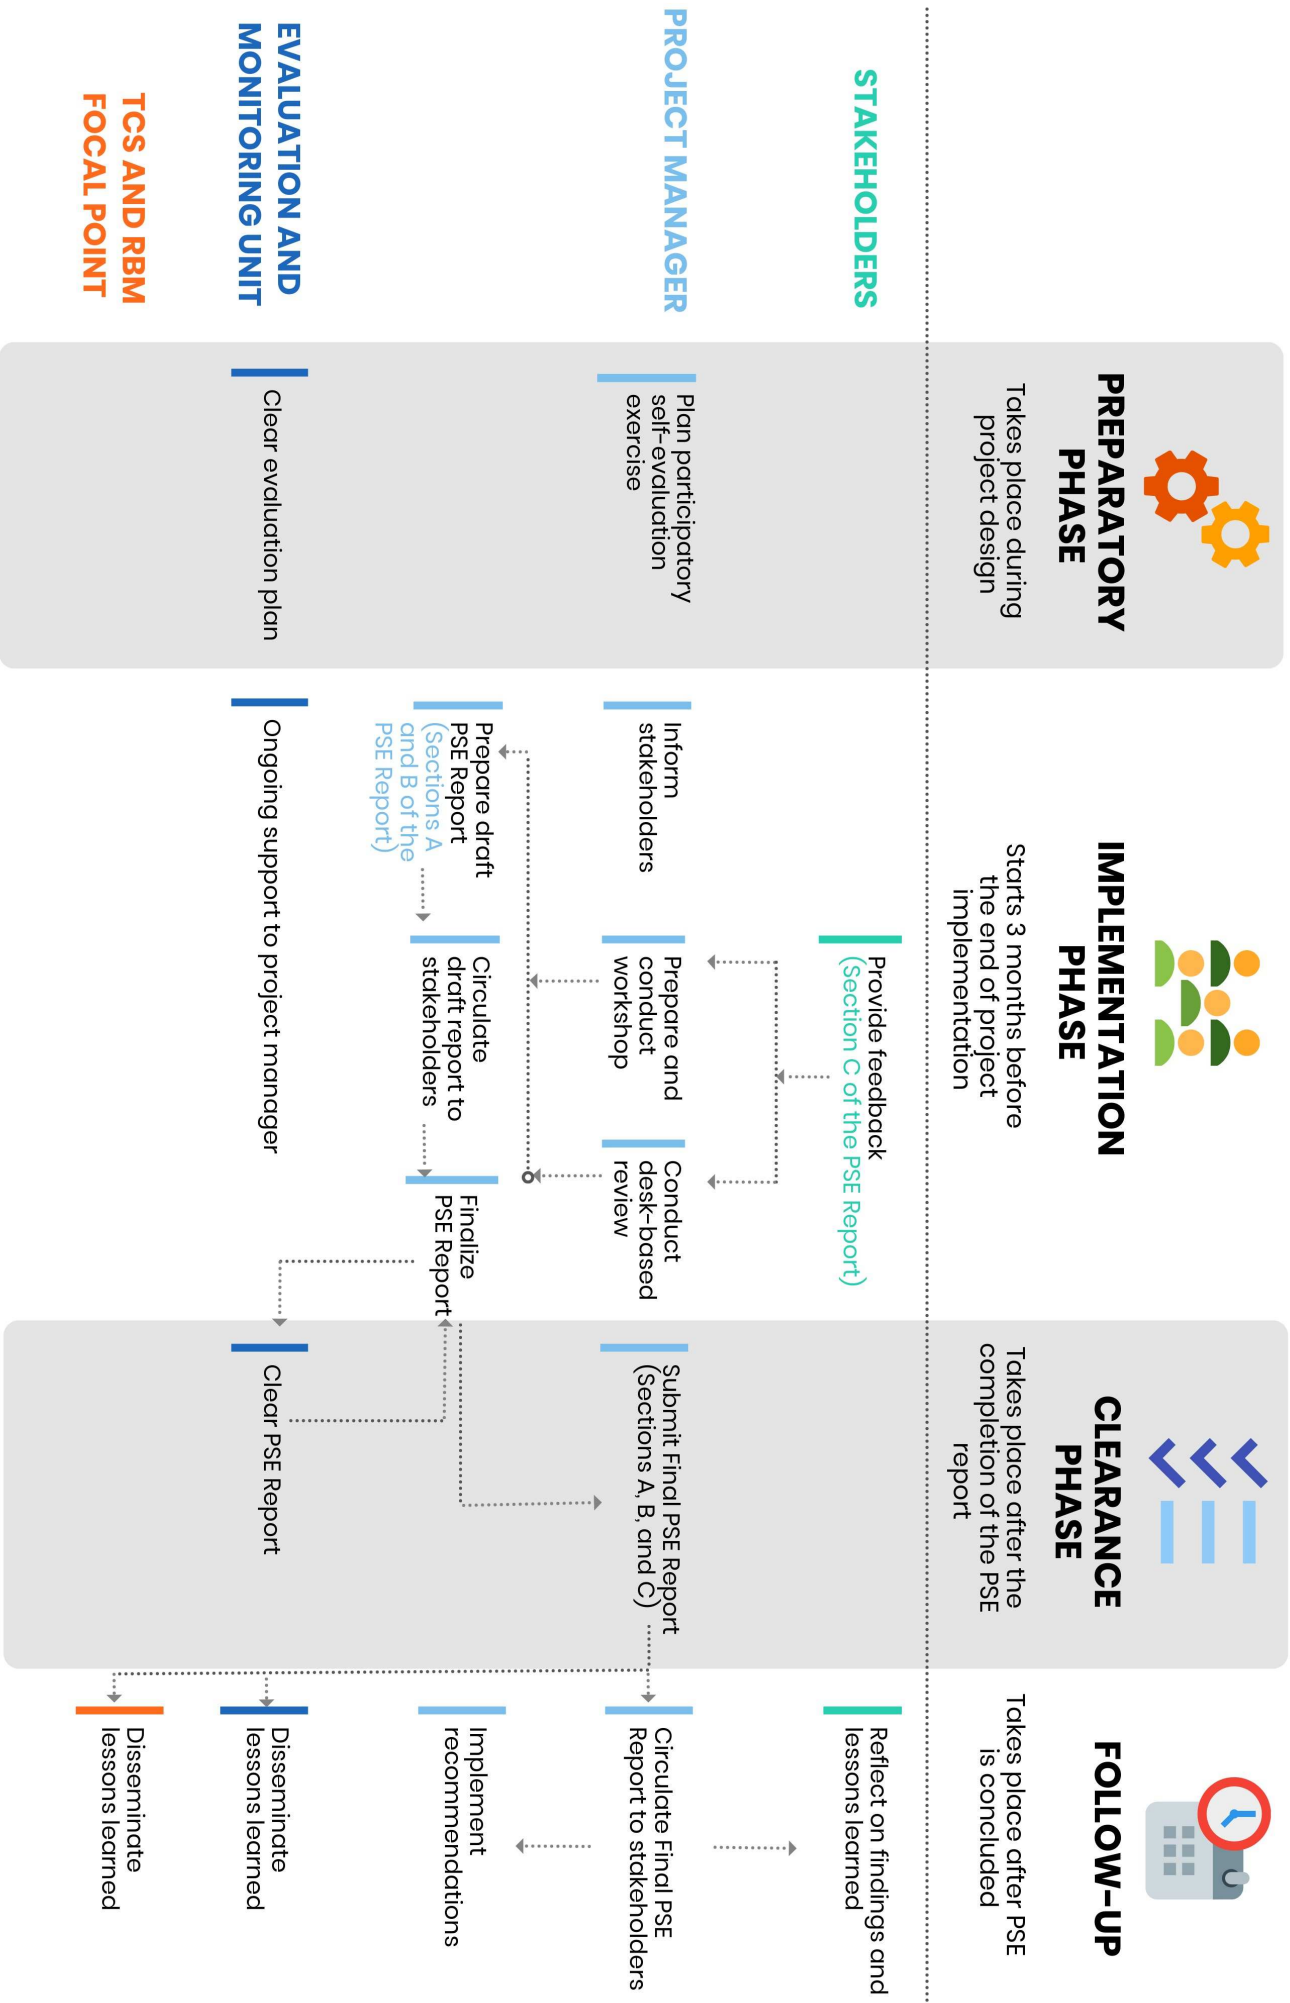 PREPARATORY
PHASE
Takes place during
project design
IMPLEMENTATION
PHASE
Starts 3 months before
the end of project
implementation
CLEARANCE
PHASE
Takes place after the
completion of the PSE
report
FOLLOW-UP
Takes place after PSE
is concluded
STAKEHOLDERS
Provide feedback
(Section C of the PSE Report)
Reflect on findings and
lessons learned
PROJECT MANAGER
Plan participatory
self-evaluation
exercise
Inform
stakeholders
Prepare and
conduct
workshop
Conduct
desk-based
review
Submit Final PSE Report
(Sections A, B, and C)
Circulate Final PSE
Report to stakeholders
Prepare draft
PSE Report
(Sections A
and B of the
PSE Report)
Circulate
draft report to
stakeholders
Finalize
PSE Report
Implement
recommendations
EVALUATION AND
MONITORING UNIT
Clear evaluation plan
Ongoing support to project manager
Clear PSE Report
Disseminate
lessons learned
TCS AND RBM
FOCAL POINT
Disseminate
lessons learned